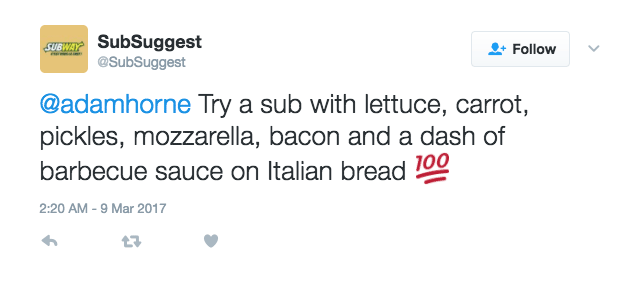 SUBWAY
SubSuggest
@SubSuggest
Follow
@adamhorne Try a sub with lettuce, carrot,
pickles, mozzarella, bacon and a dash of
barbecue sauce on Italian bread 💯
2:20 AM - 9 Mar 2017